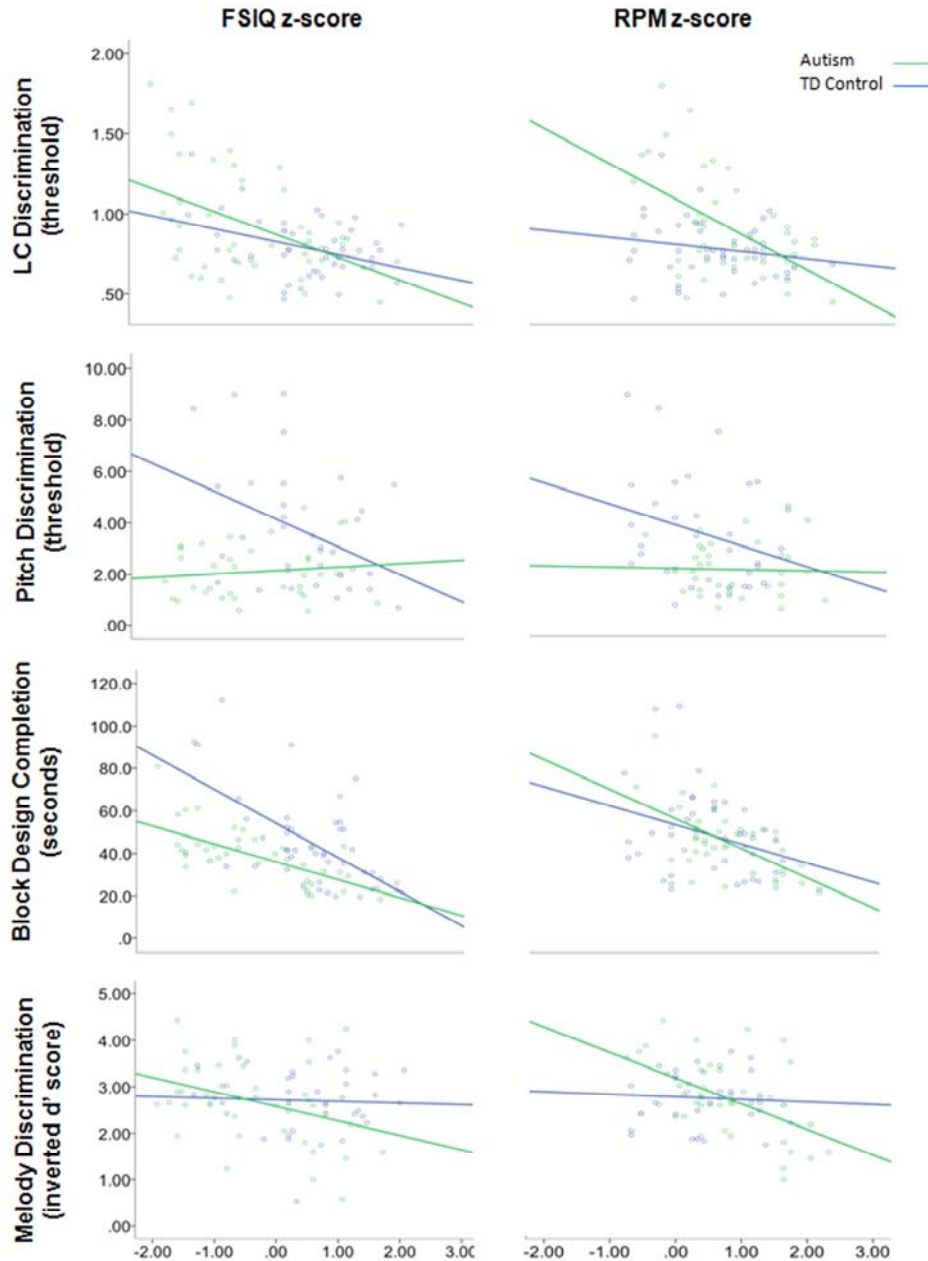 FSIQ z-score
RPM z-score
Autism
TD Control
LC Discrimination
(threshold)
2.00
1.50
1.00
.50
Pitch Discrimination
(threshold)
10.00
8.00
6.00
4.00
2.00
.00
Block Design Completion
(seconds)
120.0
100.0
80.0
60.0
40.0
20.0
.0
Melody Discrimination
(inverted d' score)
5.00
4.00
3.00
2.00
1.00
.00
-2.00 -1.00 .00 1.00 2.00 3.00
-2.00 -1.00 .00 1.00 2.00 3.00